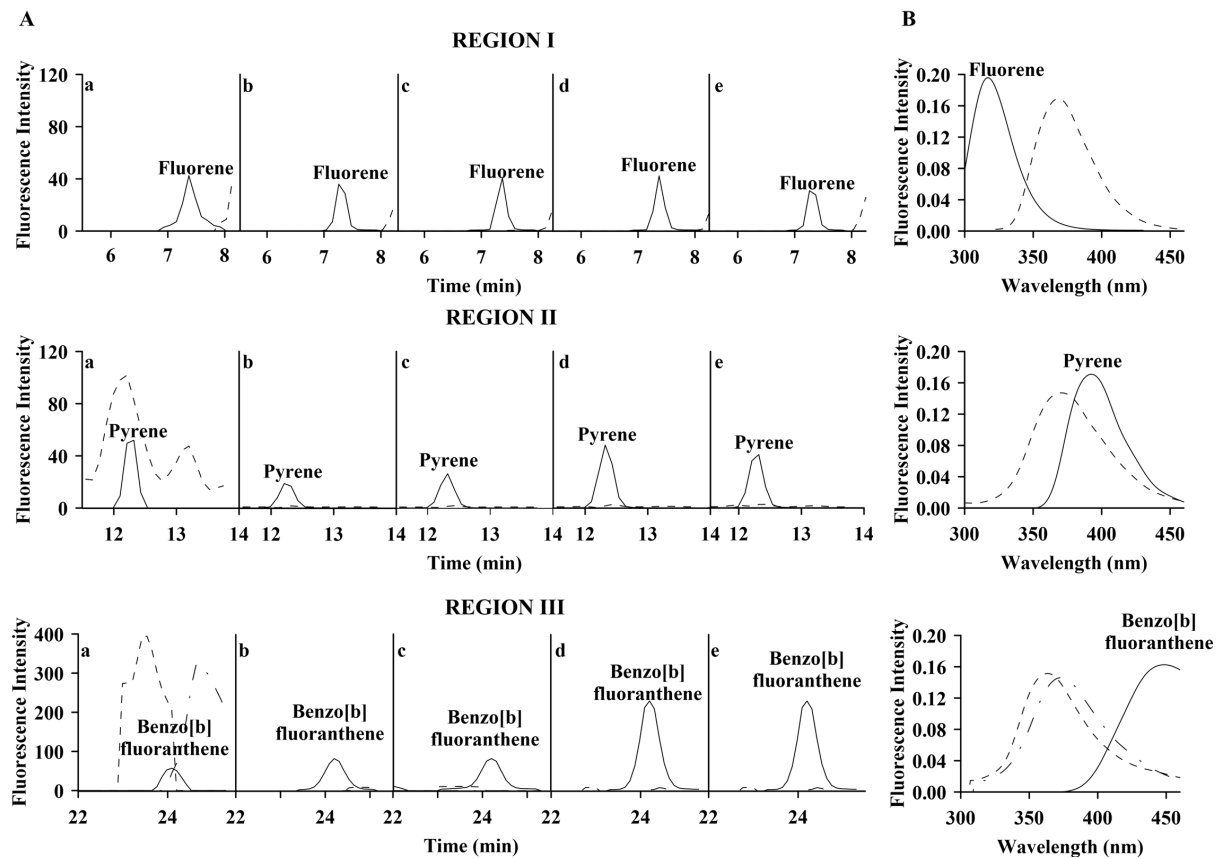 A
B
REGION I
Fluorescence Intensity
120
80
40
0
a
b
c
d
e
Fluorene
Fluorene
Fluorene
Fluorene
Fluorene
6 7 8 6 7 8 6 7 8 6 7 8 6 7 8
Time (min)
Fluorescence Intensity
0.20
0.16
0.12
0.08
0.04
0.00
Fluorene
300 350 400 450
Wavelength (nm)
REGION II
Fluorescence Intensity
120
80
40
0
a
b
c
d
e
Pyrene
Pyrene
Pyrene
Pyrene
Pyrene
12 13 14 12 13 14 12 13 14 12 13 14 12 13 14
Time (min)
Fluorescence Intensity
0.20
0.16
0.12
0.08
0.04
0.00
Pyrene
300 350 400 450
Wavelength (nm)
REGION III
Fluorescence Intensity
400
300
200
100
0
a
b
c
d
e
Benzo[b]
fluoranthene
Benzo[b]
fluoranthene
Benzo[b]
fluoranthene
Benzo[b]
fluoranthene
Benzo[b]
fluoranthene
22 24 22 24 22 24 22 24 22 24
Time (min)
Fluorescence Intensity
0.20
0.16
0.12
0.08
0.04
0.00
Benzo[b]
fluoranthene
300 350 400 450
Wavelength (nm)